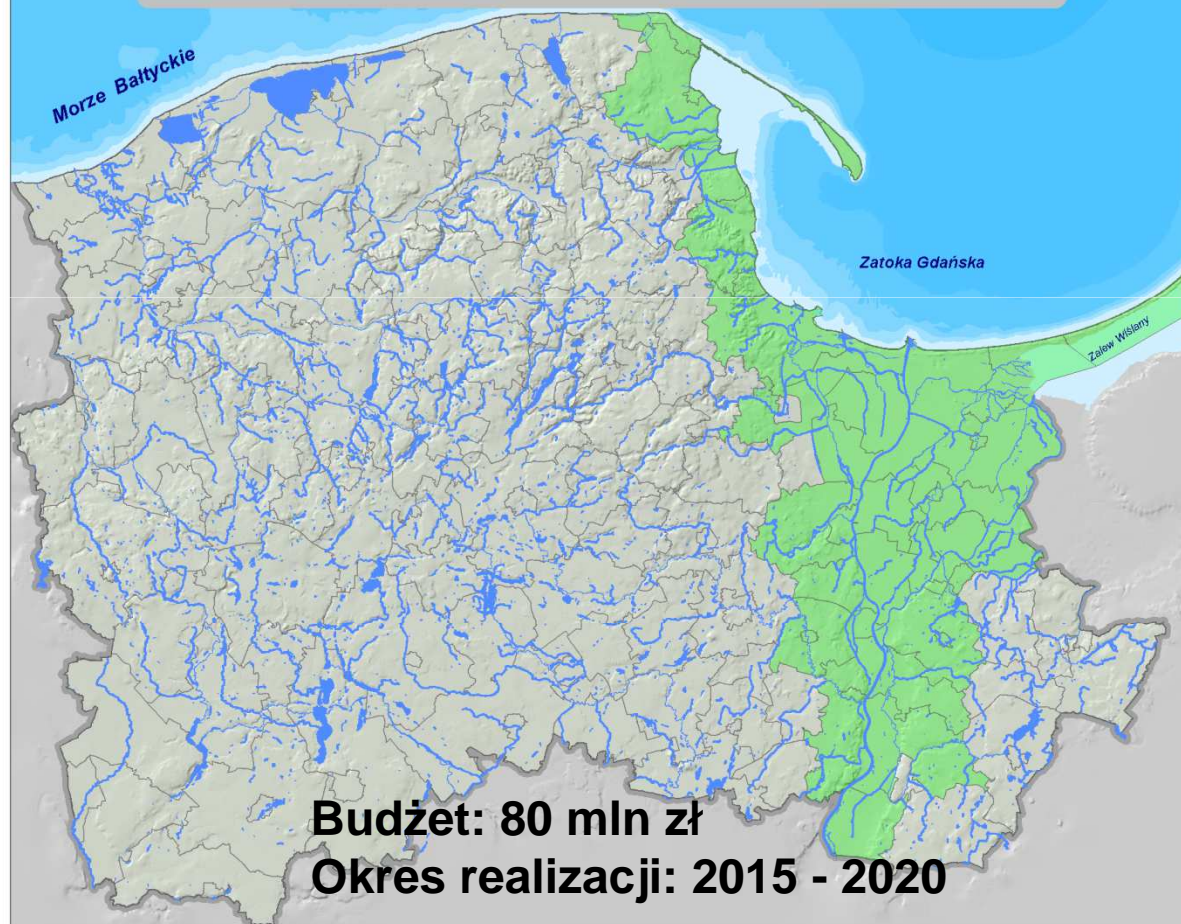 Morze Bałtyckie
Zatoka Gdańska
Zalew Wiślany
Budżet: 80 mln zł
Okres realizacji: 2015 - 2020